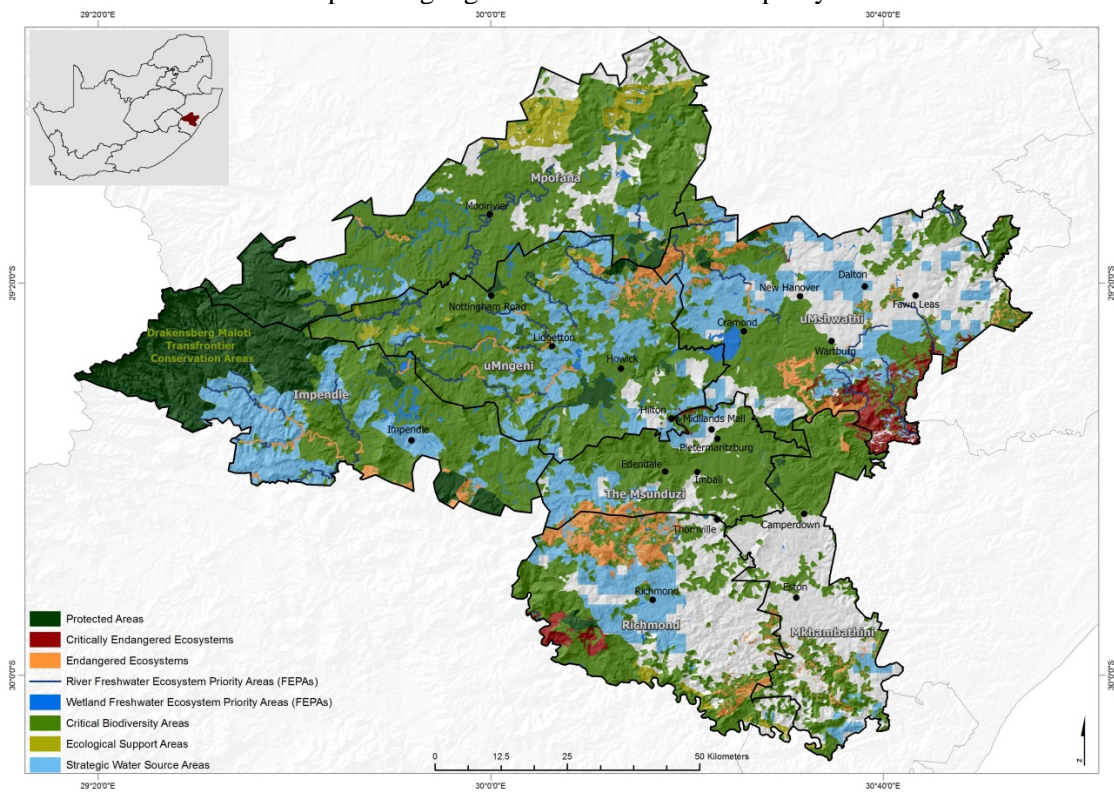 29°20'0"E 30°0'0"E 30°40'0"E
Mpofana
Mooirivier
29°20'0"S
29°20'0"S
Dalton
New Hanover
Fawn Leas
Nottingham Road
uMshwathi
Cramond
Drakensberg Maloti
Transfrontier
Conservation Areas
Wartburg
Lidgetton
Howick
uMngeni
Impendle
Hilton
Midllands Mall
Impendle
Pietermaritzburg
Edendale
Imbali
The Msunduzi
Thornville
Camperdown
Eston
Richmond
Richmond
Mkhambathini
Protected Areas
Critically Endangered Ecosystems
Endangered Ecosystems
River Freshwater Ecosystem Priority Areas (FEPAs)
Wetland Freshwater Ecosystem Priority Areas (FEPAs)
Critical Biodiversity Areas
Ecological Support Areas
Strategic Water Source Areas
30°0'0"S
30°0'0"S
0 12.5 25 50 Kilometers
N
29°20'0"E 30°0'0"E 30°40'0"E